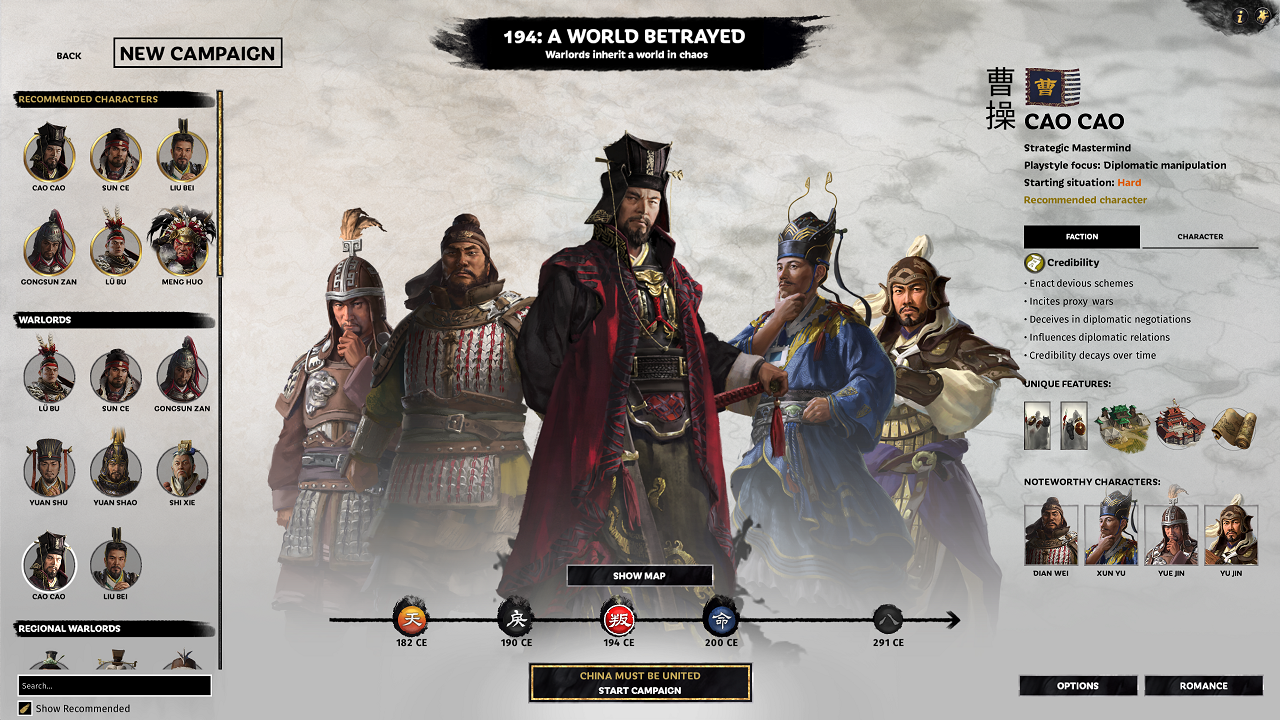 194: A WORLD BETRAYED
Warlords inherit a world in chaos
BACK
NEW CAMPAIGN
RECOMMENDED CHARACTERS
CAO CAO
SUN CE
LIU BEI
GONGSUN ZAN
LÜ BU
MENG HUO
WARLORDS
LÜ BU
SUN CE
GONGSUN ZAN
YUAN SHU
YUAN SHAO
SHI XIE
CAO CAO
LIU BEI
REGIONAL WARLORDS
Search...
Show Recommended
SHOW MAP
天
戾
叛
命
八
182 CE
190 CE
194 CE
200 CE
291 CE
CHINA MUST BE UNITED
START CAMPAIGN
曹操
曹
CAO CAO
Strategic Mastermind
Playstyle focus: Diplomatic manipulation
Starting situation: Hard
Recommended character
FACTION
CHARACTER
Credibility
• Enact devious schemes
• Incites proxy wars
• Deceives in diplomatic negotiations
• Influences diplomatic relations
• Credibility decays over time
UNIQUE FEATURES:
NOTEWORTHY CHARACTERS:
DIAN WEI
XUN YU
YUE JIN
YU JIN
OPTIONS
ROMANCE